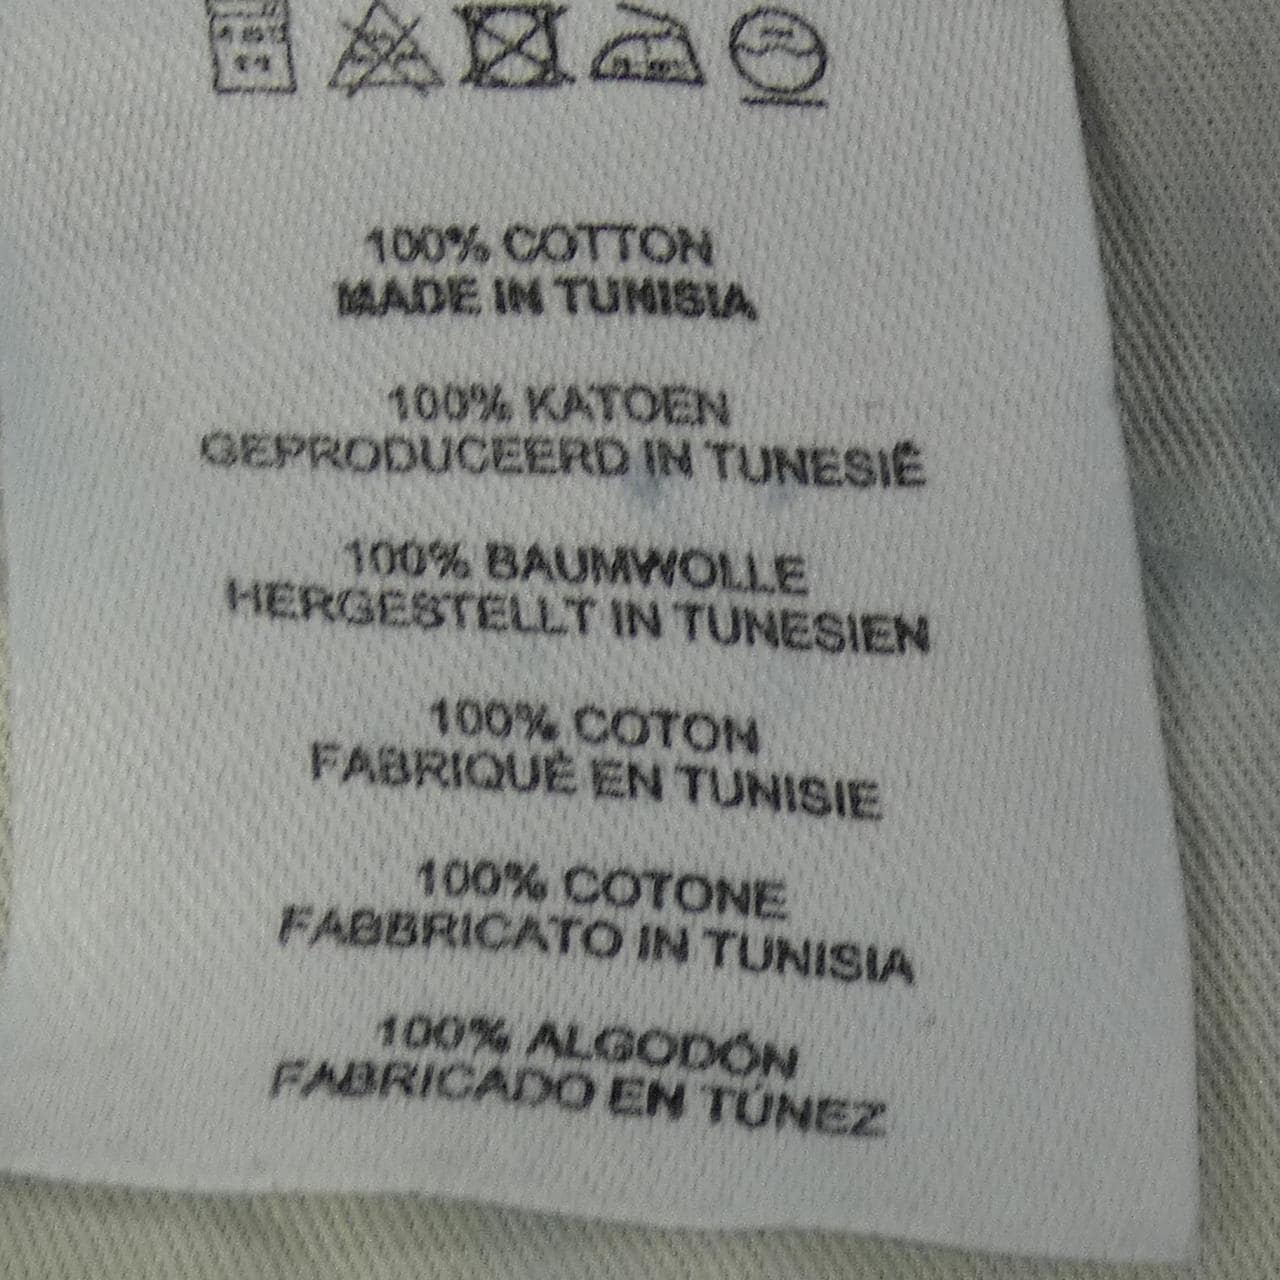 100% COTTON
MADE IN TUNISIA
100% KATOEN
GEPRODUCEERD IN TUNESIË
100% BAUMWOLLE
HERGESTELLT IN TUNESIEN
100% COTON
FABRIQUÉ EN TUNISIE
100% COTONE
FABBRICATO IN TUNISIA
100% ALGODÓN
FABRICADO EN TÚNEZ